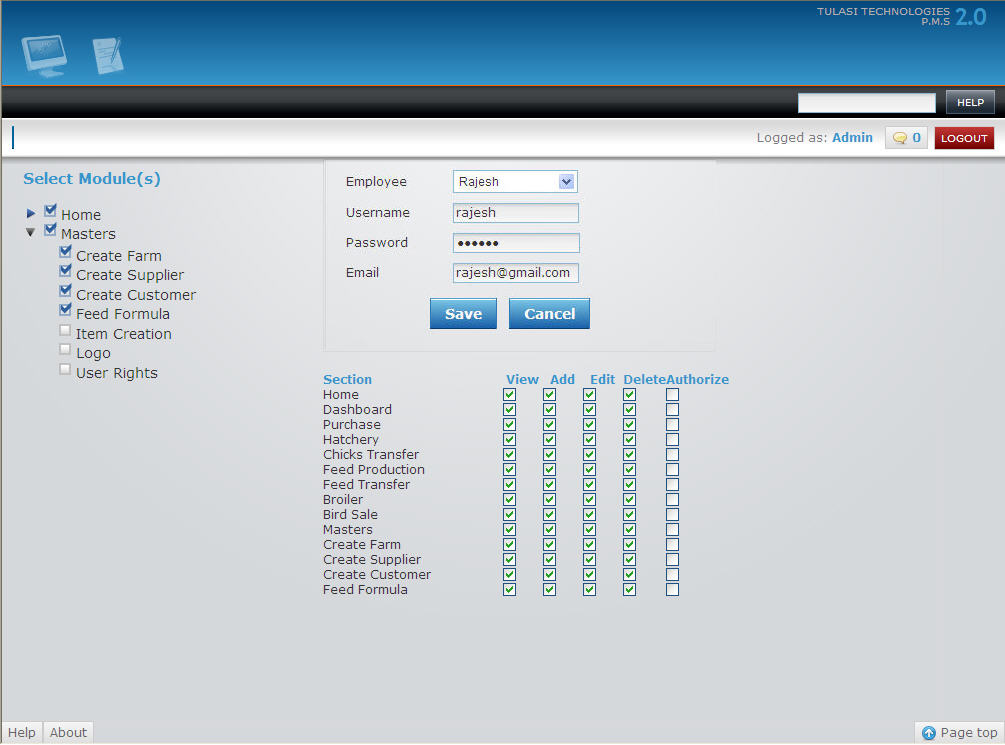 TULASI TECHNOLOGIES
P.M.S 2.0
HELP
Logged as: Admin 0 LOGOUT
Select Module(s)
Home
Masters
Create Farm
Create Supplier
Create Customer
Feed Formula
Item Creation
Logo
User Rights
Employee Rajesh
Username rajesh
Password ••••••
Email rajesh@gmail.com
Save Cancel
Section View Add Edit Delete Authorize
Home
Dashboard
Purchase
Hatchery
Chicks Transfer
Feed Production
Feed Transfer
Broiler
Bird Sale
Masters
Create Farm
Create Supplier
Create Customer
Feed Formula
Help About Page top